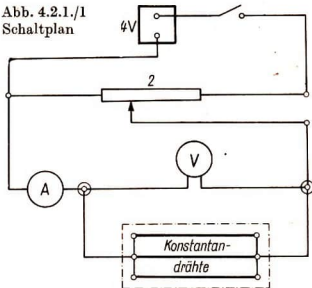 Abb. 4.2.1./1
Schaltplan
4V
2
V
A
Konstantan-
drähte